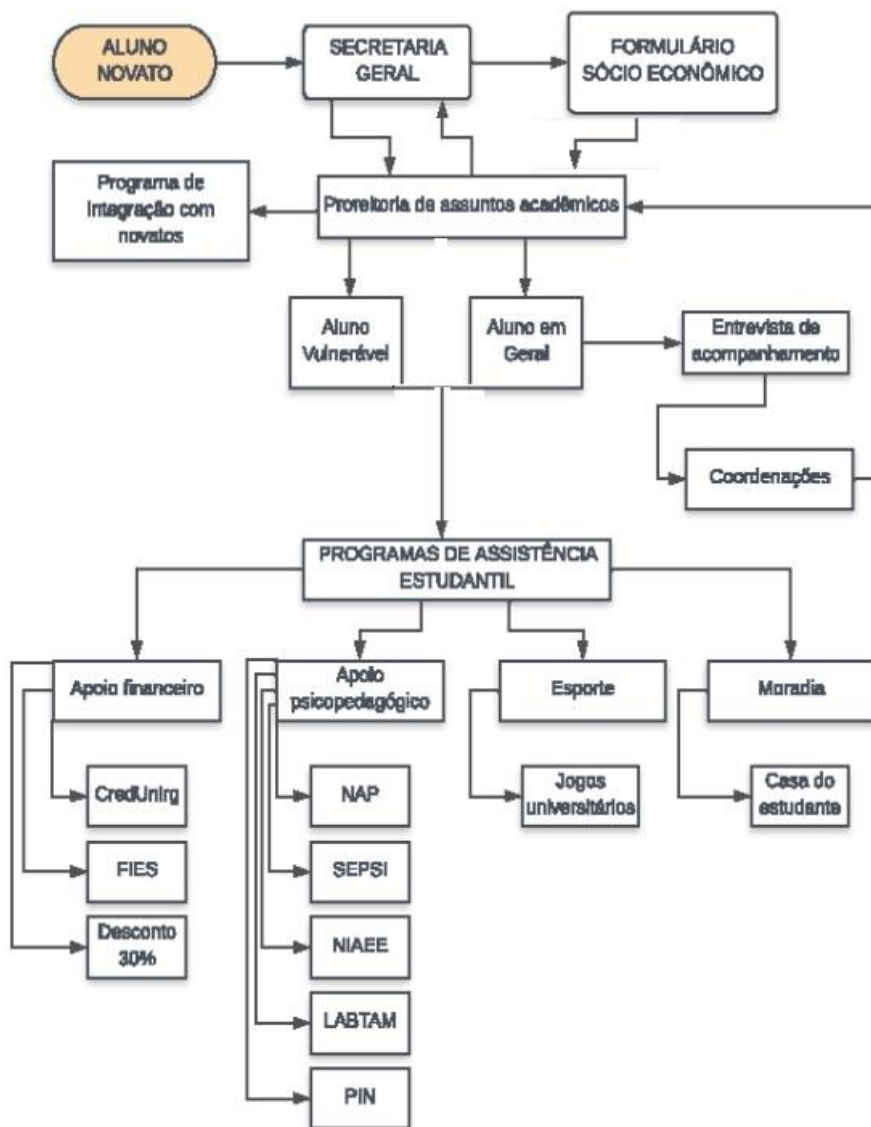 ALUNO
NOVATO
SECRETARIA
GERAL
FORMULÁRIO
SÓCIO ECONÔMICO
Programa de
integração com
novatos
Proreitoria de assuntos acadêmicos
Aluno
Vulnerável
Aluno em
Geral
Entrevista de
acompanhamento
Coordenações
PROGRAMAS DE ASSISTÊNCIA
ESTUDANTIL
Apoio financeiro
Apoio
psicopedagógico
Esporte
Moradia
CredUnirg
NAP
Jogos
universitários
Casa do
estudante
FIES
SEPSI
Desconto
30%
NIAEE
LABTAM
PIN